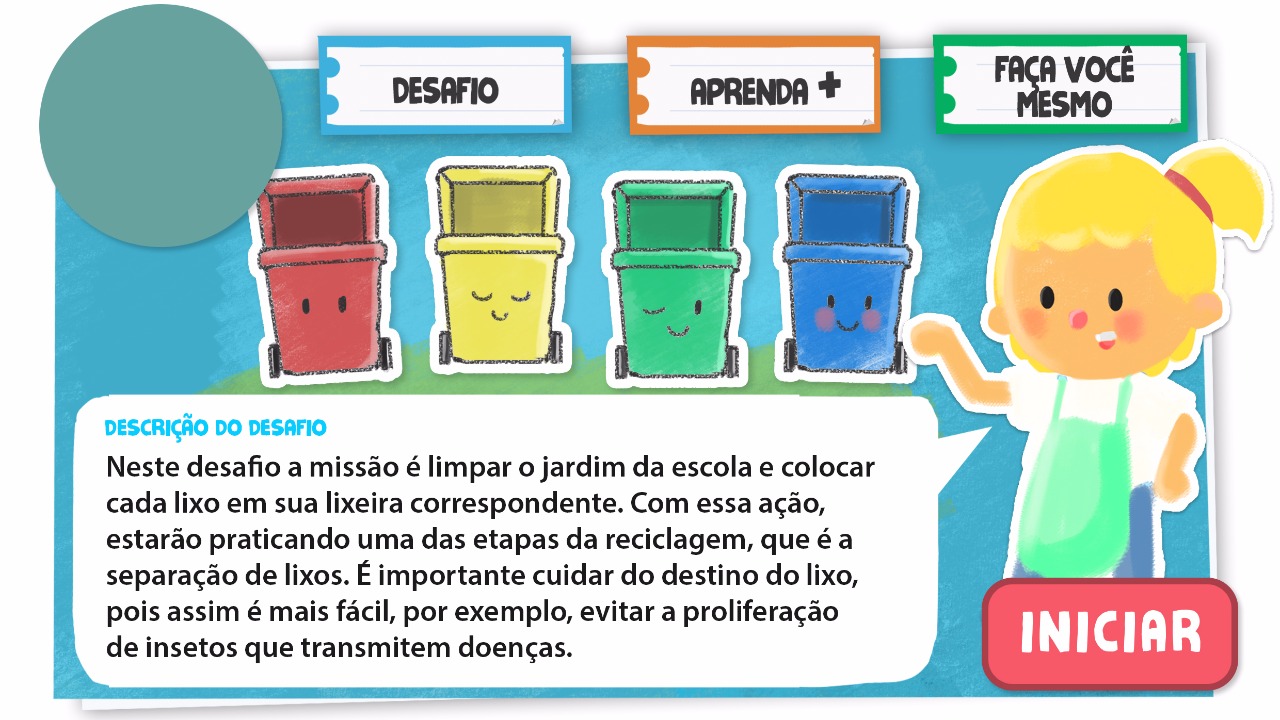 DESAFIO
APRENDA +
FAÇA VOCÊ
MESMO
DESCRIÇÃO DO DESAFIO
Neste desafio a missão é limpar o jardim da escola e colocar
cada lixo em sua lixeira correspondente. Com essa ação,
estarão praticando uma das etapas da reciclagem, que é a
separação de lixos. É importante cuidar do destino do lixo,
pois assim é mais fácil, por exemplo, evitar a proliferação
de insetos que transmitem doenças.
INICIAR